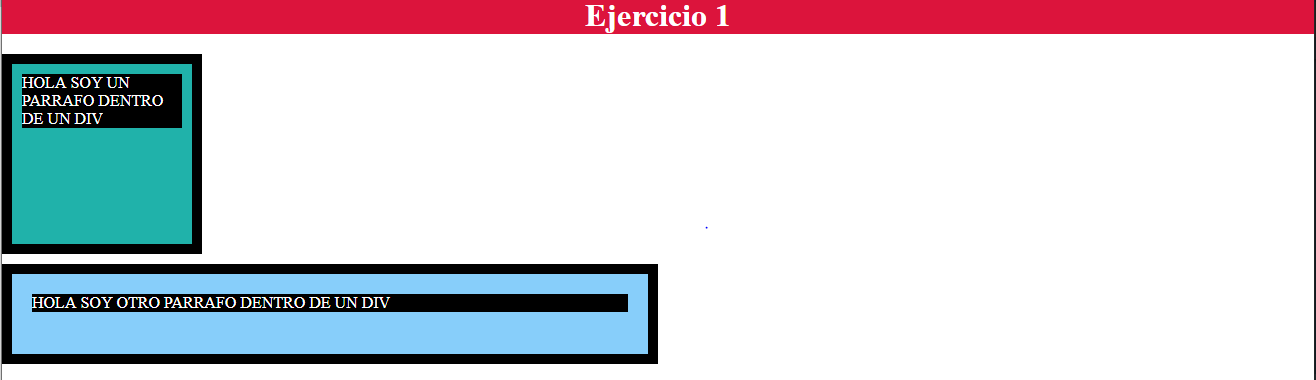 Ejercicio 1
HOLA SOY UN
PARRAFO DENTRO
DE UN DIV
HOLA SOY OTRO PARRAFO DENTRO DE UN DIV